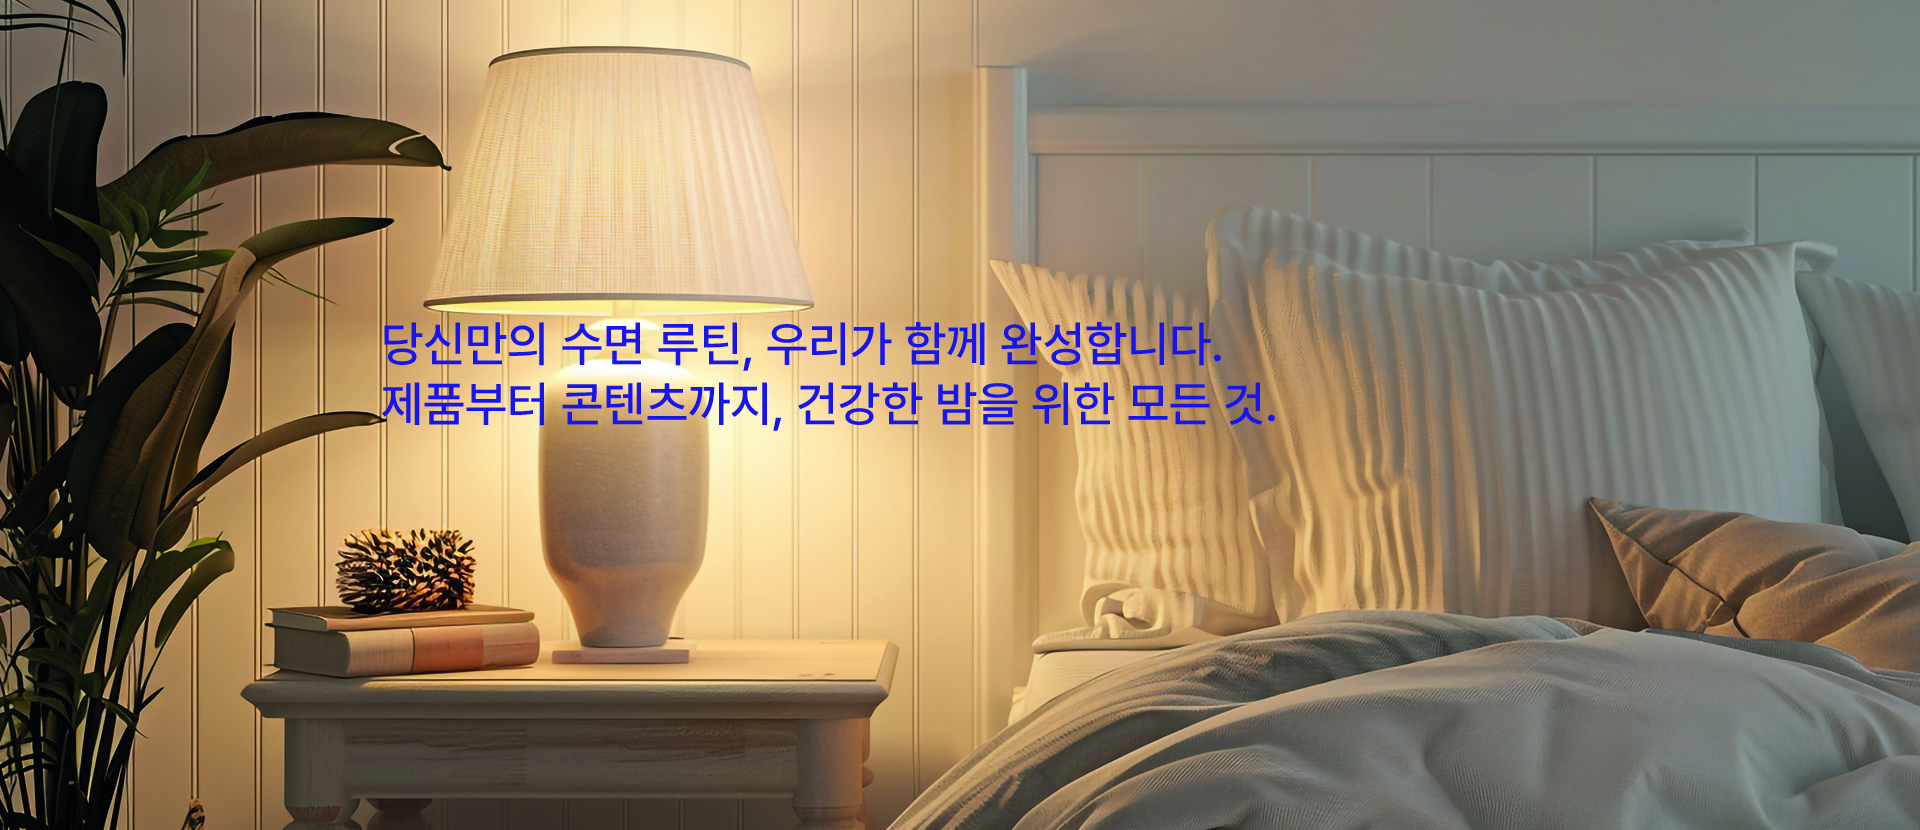 당신만의 수면 루틴, 우리가 함께 완성합니다.
제품부터 콘텐츠까지, 건강한 밤을 위한 모든 것.